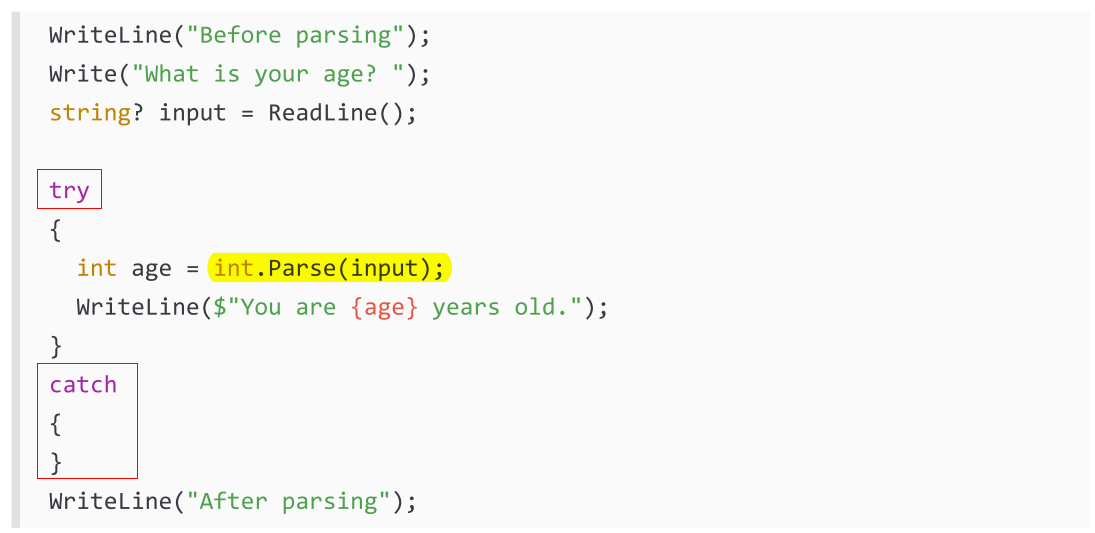 WriteLine("Before parsing");
Write("What is your age? ");
string? input = ReadLine();
try
{
int age = int.Parse(input);
WriteLine($"You are {age} years old.");
}
catch
{
}
WriteLine("After parsing");